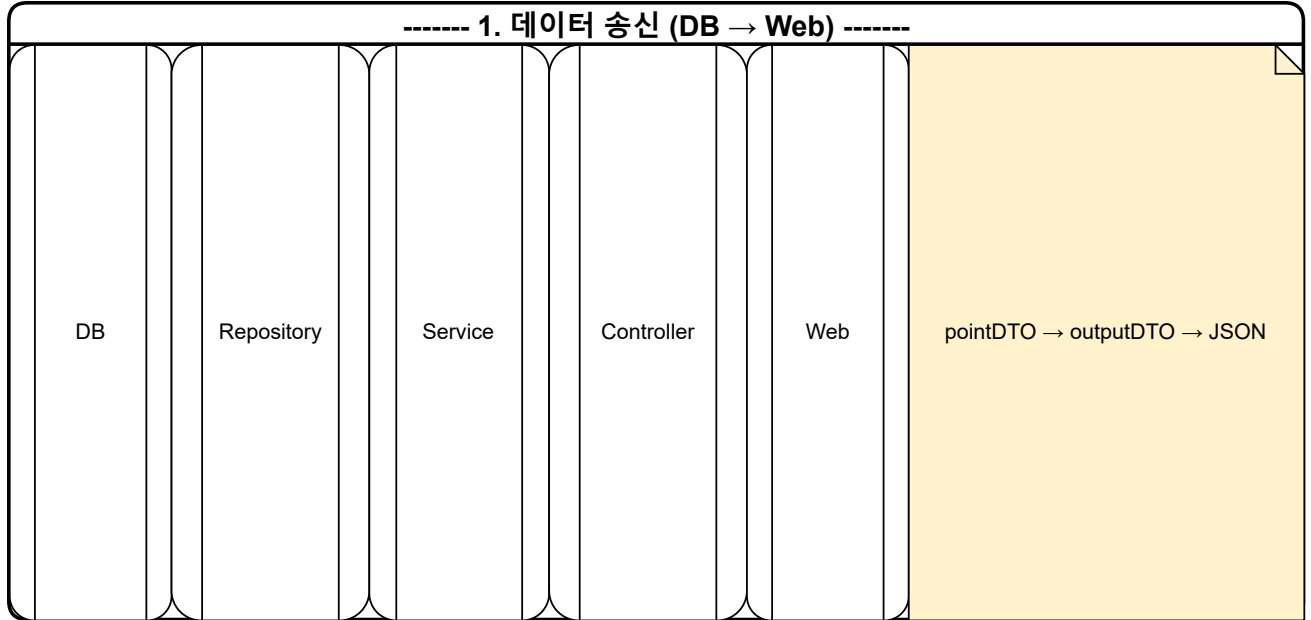 ------- 1. 데이터 송신 (DB → Web) -------
DB
Repository
Service
Controller
Web
pointDTO → outputDTO → JSON